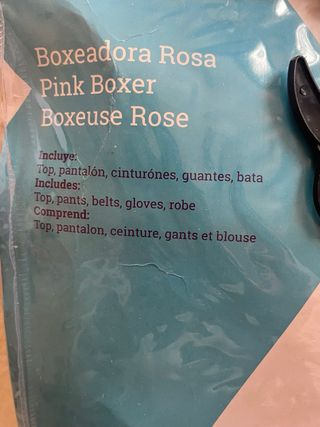 Boxeadora Rosa
Pink Boxer
Boxeuse Rose
Incluye:
Top, pantalón, cinturónes, guantes, bata
Includes:
Top, pants, belts, gloves, robe
Comprend:
Top, pantalon, ceinture, gants et blouse